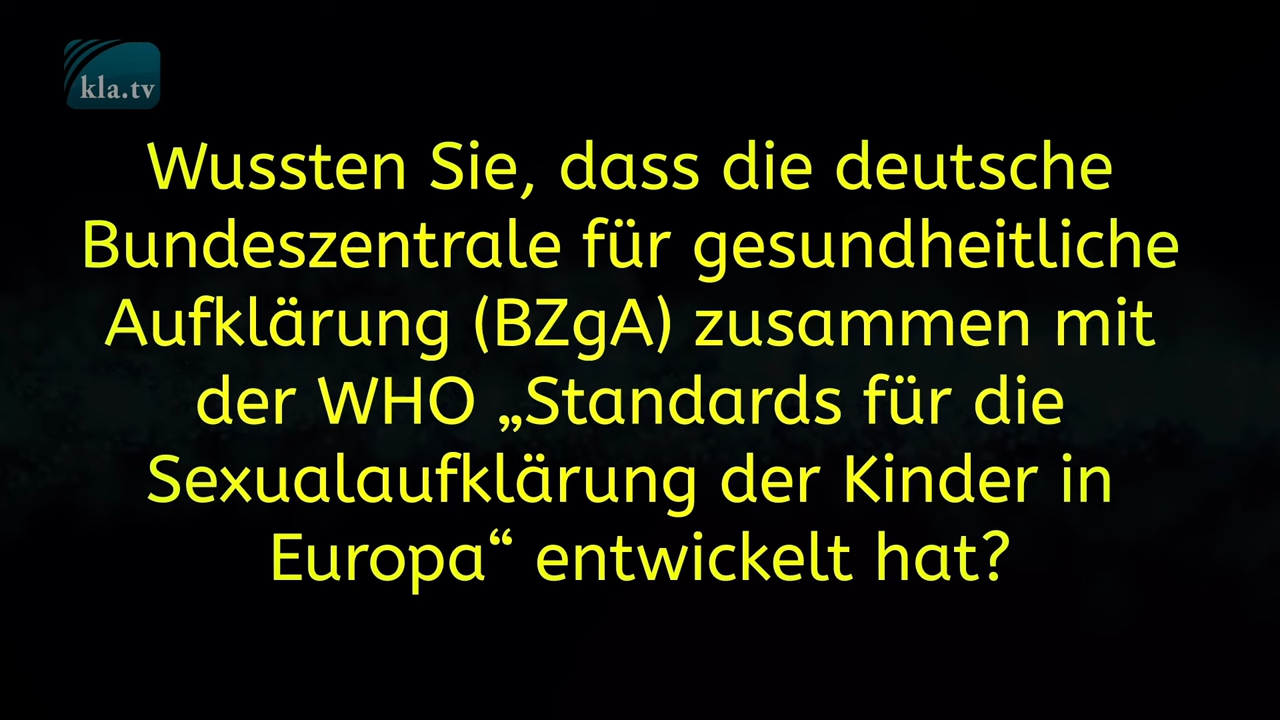 kla.tv
Wussten Sie, dass die deutsche
Bundeszentrale für gesundheitliche
Aufklärung (BZgA) zusammen mit
der WHO „Standards für die
Sexualaufklärung der Kinder in
Europa“ entwickelt hat?